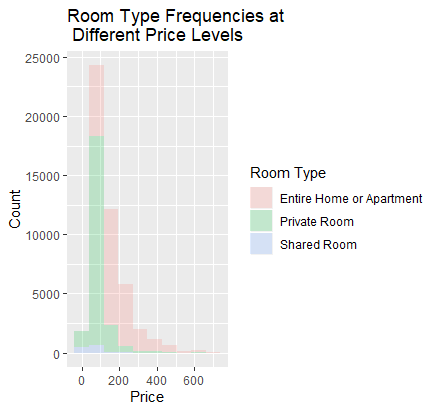 Room Type Frequencies at
Different Price Levels
25000
20000
15000
10000
5000
0
Count
0 200 400 600
Price
Room Type
Entire Home or Apartment
Private Room
Shared Room